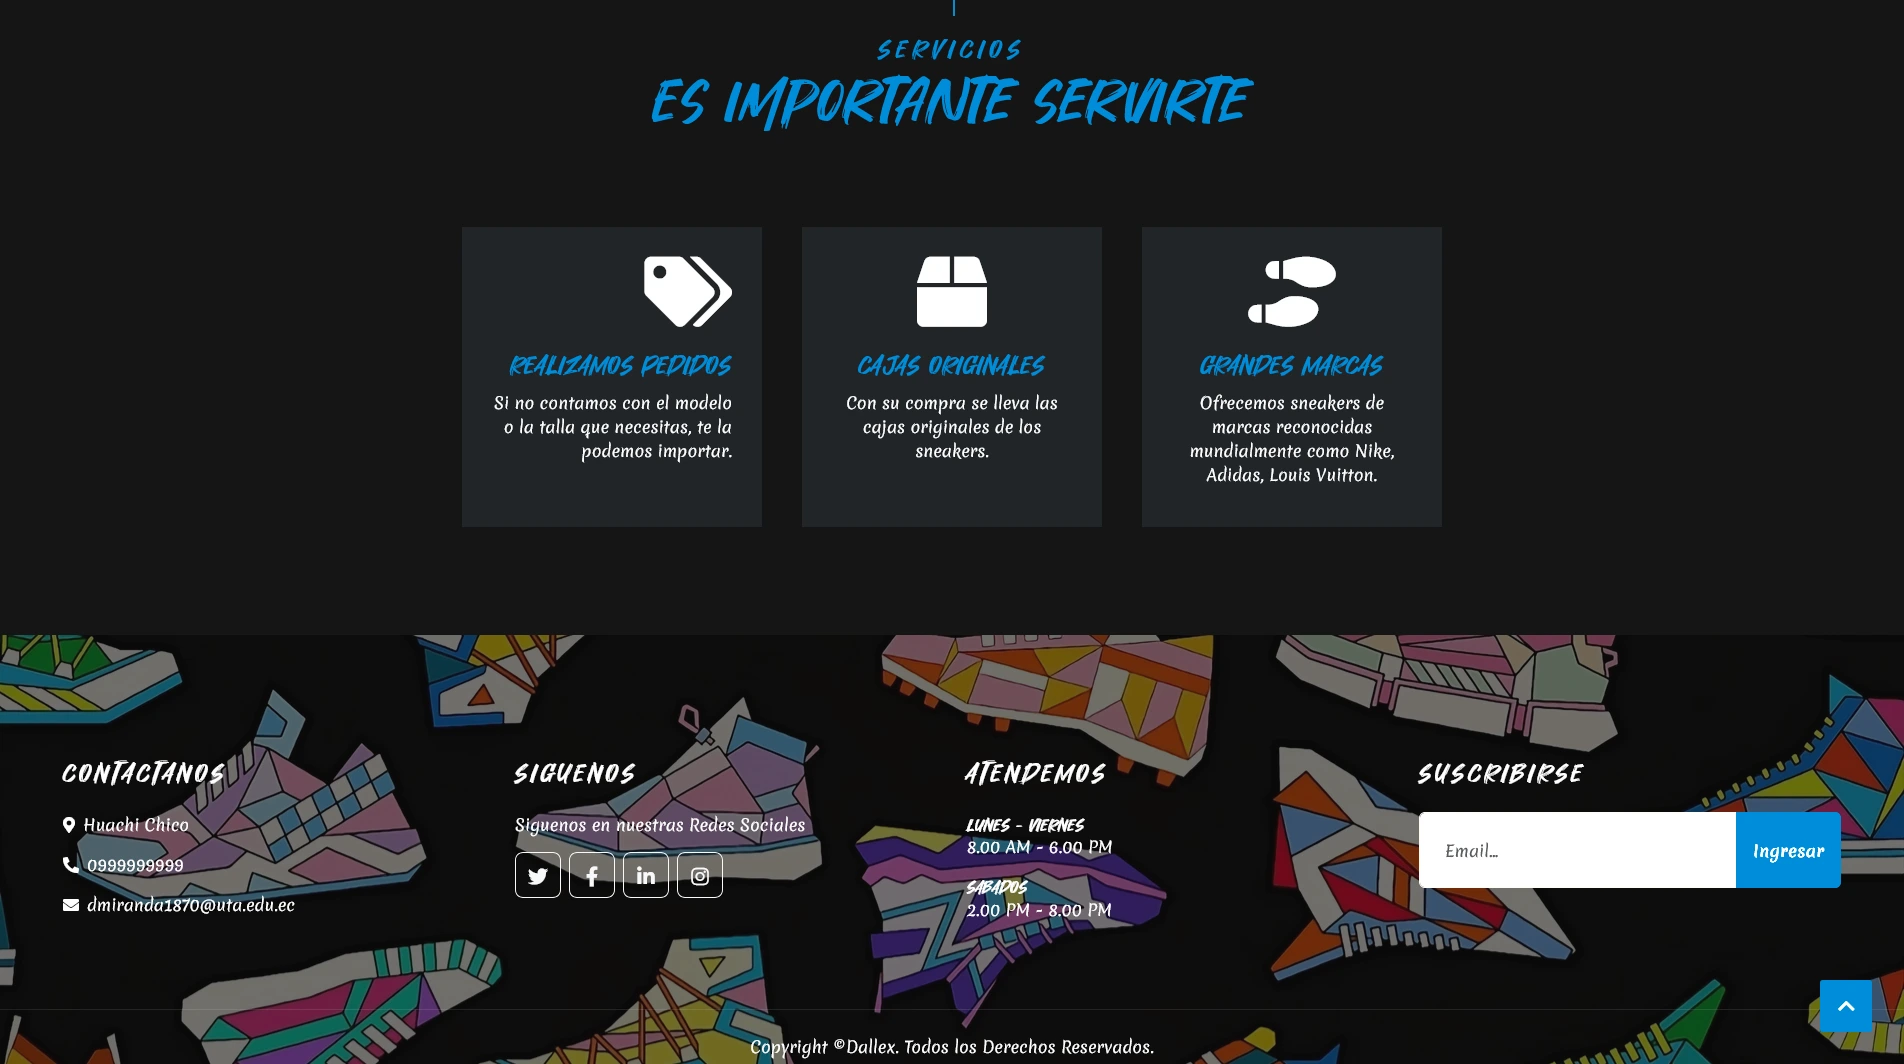 SERVICIOS
ES IMPORTANTE SERVIRTE
REALIZAMOS PEDIDOS
Si no contamos con el modelo
o la talla que necesitas, te la
podemos importar.
CAJAS ORIGINALES
Con su compra se lleva las
cajas originales de los
sneakers.
GRANDES MARCAS
Ofrecemos sneakers de
marcas reconocidas
mundialmente como Nike,
Adidas, Louis Vuitton.
CONTACTANOS
Huachi Chico
0999999999
dmiranda1870@uta.edu.ec
SIGUENOS
Siguenos en nuestras Redes Sociales
ATENDEMOS
LUNES - VIERNES
8.00 AM - 6.00 PM
SABADOS
2.00 PM - 8.00 PM
SUSCRIBIRSE
Email...
Ingresar
Copyright ©Dallex. Todos los Derechos Reservados.